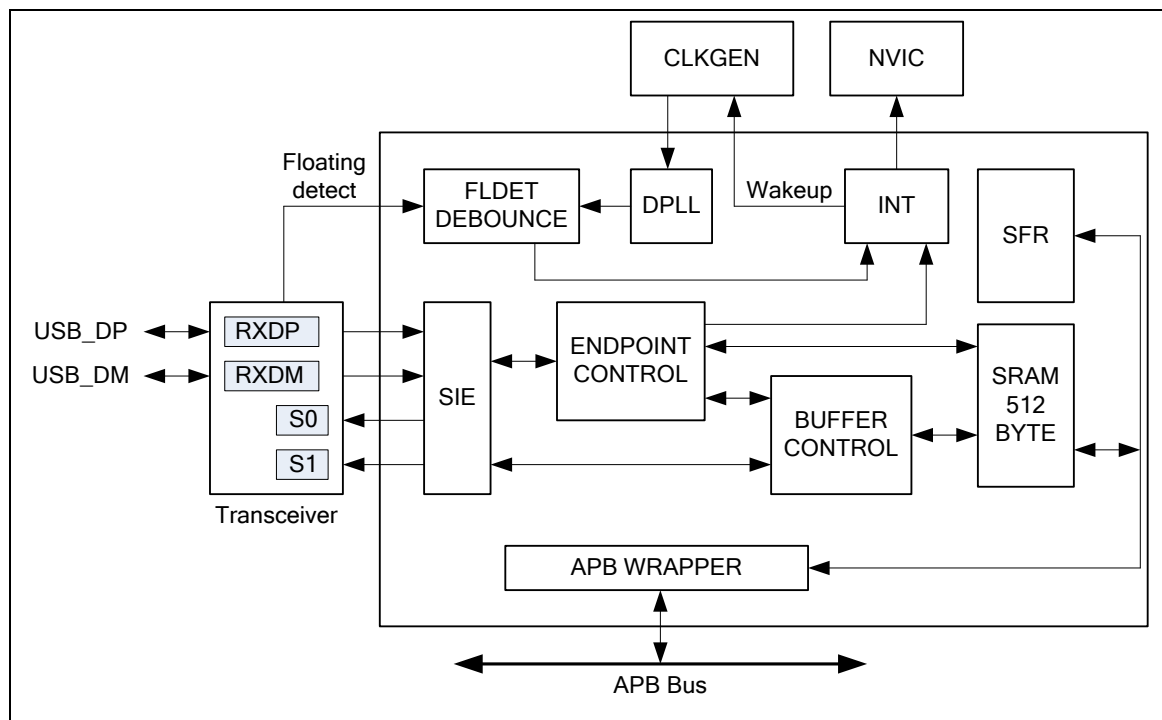 CLKGEN
NVIC
Floating
detect
FLDET
DEBOUNCE
DPLL
Wakeup
INT
SFR
USB_DP
RXDP
USB_DM
RXDM
S0
S1
Transceiver
SIE
ENDPOINT
CONTROL
BUFFER
CONTROL
SRAM
512
BYTE
APB WRAPPER
APB Bus